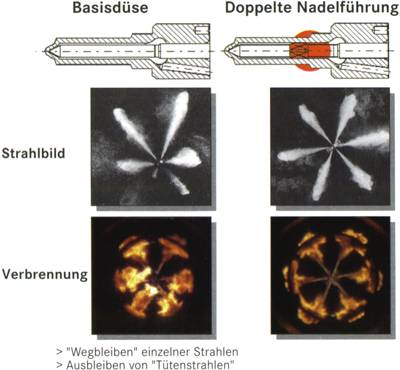 Basisdüse
Doppelte Nadelführung
Strahlbild
Verbrennung
> "Wegbleiben" einzelner Strahlen
> Ausbleiben von "Tütenstrahlen"